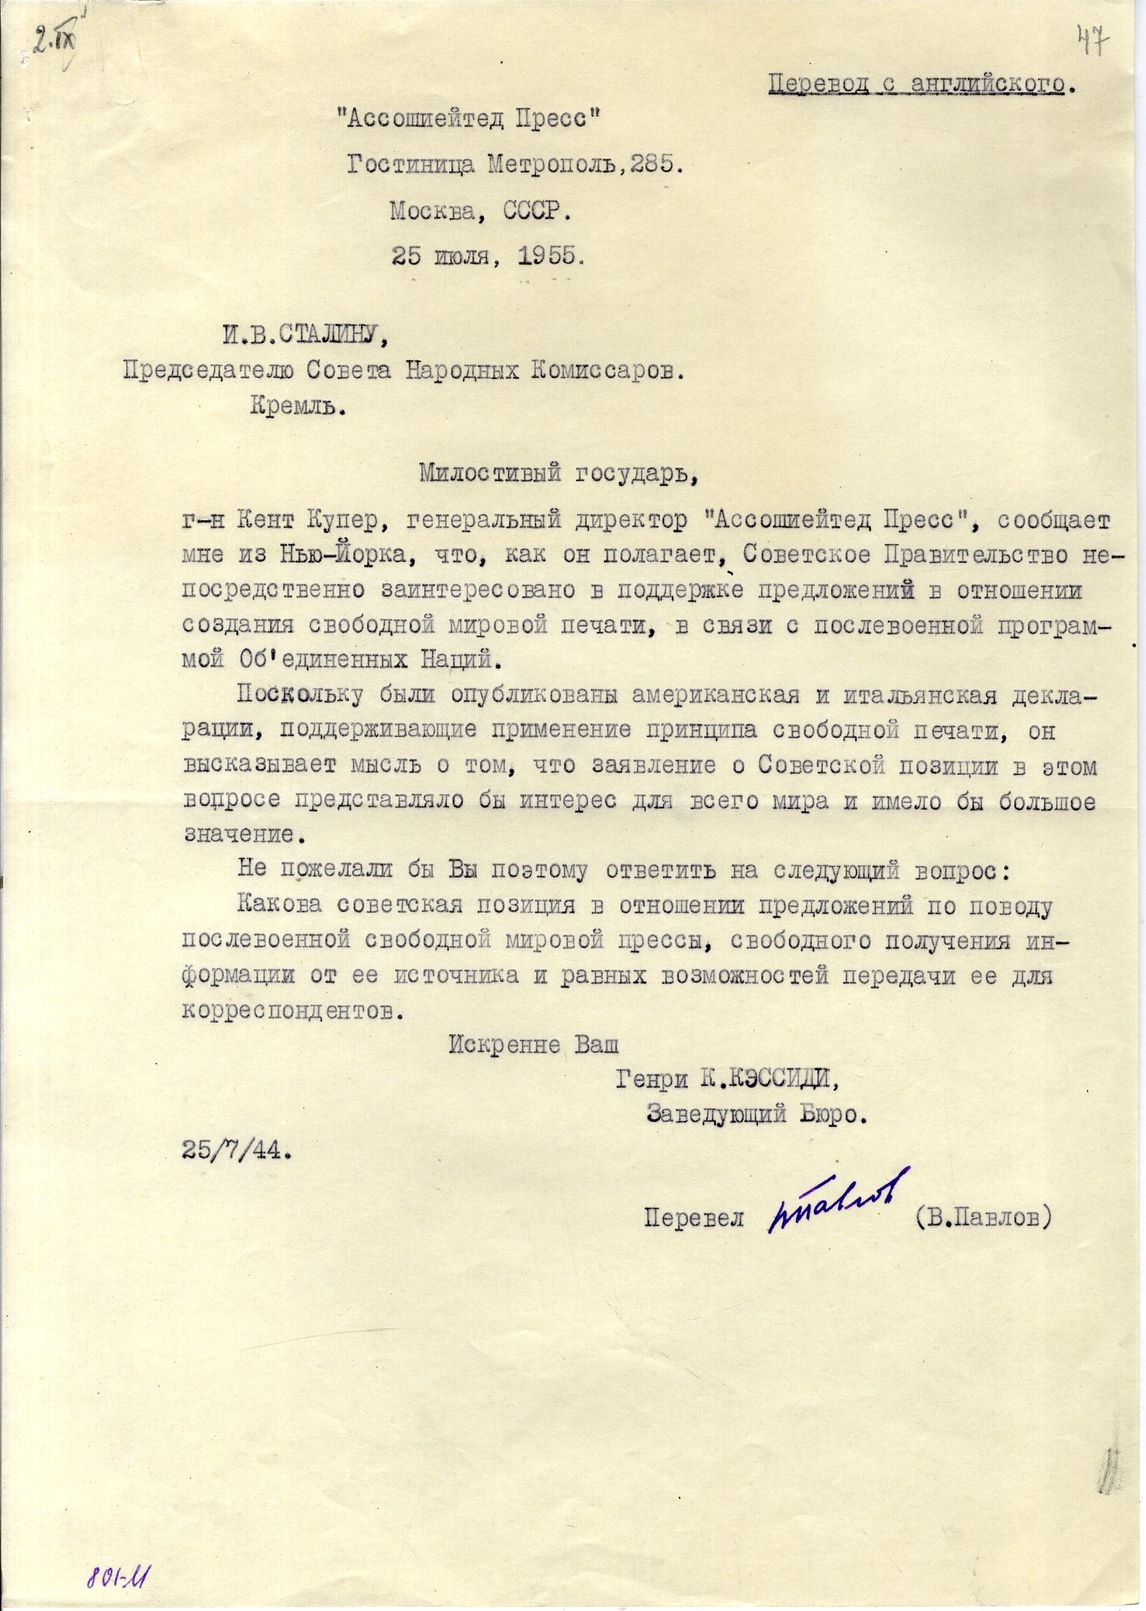 2.IX
47
Перевод с английского.
"Ассошиейтед Пресс"
Гостиница Метрополь,285.
Москва, СССР.
25 июля, 1955.
И.В.СТАЛИНУ,
Председателю Совета Народных Комиссаров.
Кремль.
Милостивый государь,
г-н Кент Купер, генеральный директор "Ассошиейтед Пресс", сообщает
мне из Нью-Йорка, что, как он полагает, Советское Правительство не-
посредственно заинтересовано в поддержке предложений в отношении
создания свободной мировой печати, в связи с послевоенной програм-
мой Об'единенных Наций.
Поскольку были опубликованы американская и итальянская декла-
рации, поддерживающие применение принципа свободной печати, он
высказывает мысль о том, что заявление о Советской позиции в этом
вопросе представляло бы интерес для всего мира и имело бы большое
значение.
Не пожелали бы Вы поэтому ответить на следующий вопрос:
Какова советская позиция в отношении предложений по поводу
послевоенной свободной мировой прессы, свободного получения ин-
формации от ее источника и равных возможностей передачи ее для
корреспондентов.
Искренне Ваш
Генри К.КЭССИДИ,
Заведующий Бюро.
25/7/44.
Перевел Павлов (В.Павлов)
801-И